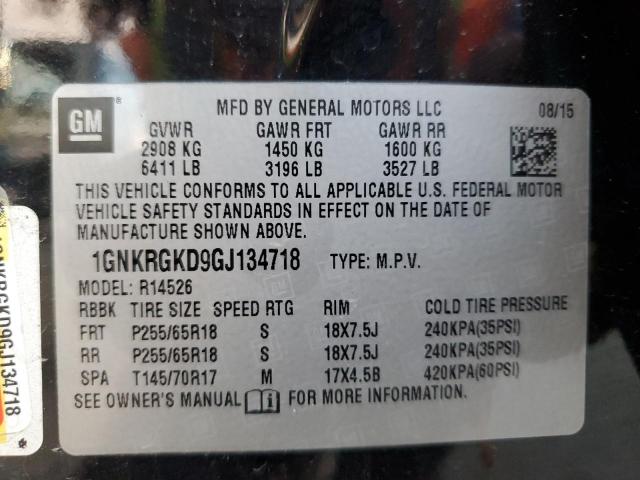 GM
MFD BY GENERAL MOTORS LLC 08/15
GVWR GAWR FRT GAWR RR
2908 KG 1450 KG 1600 KG
6411 LB 3196 LB 3527 LB
THIS VEHICLE CONFORMS TO ALL APPLICABLE U.S. FEDERAL MOTOR
VEHICLE SAFETY STANDARDS IN EFFECT ON THE DATE OF
MANUFACTURE SHOWN ABOVE.
1GNKRGKD9GJ134718 TYPE: M.P.V.
MODEL: R14526
RBBK TIRE SIZE SPEED RTG RIM COLD TIRE PRESSURE
FRT P255/65R18 S 18X7.5J 240KPA(35PSI)
RR P255/65R18 S 18X7.5J 240KPA(35PSI)
SPA T145/70R17 M 17X4.5B 420KPA(60PSI)
SEE OWNER'S MANUAL FOR MORE INFORMATION.
1GNKRGKD9GJ134718